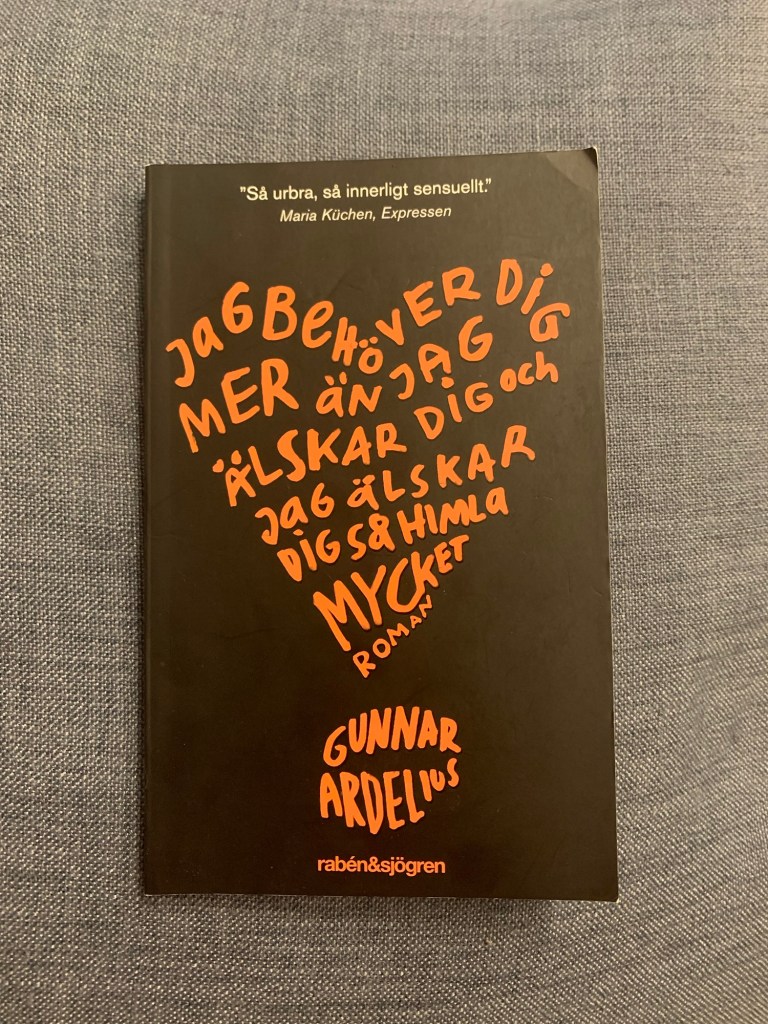 "Så urbra, så innerligt sensuellt."
Maria Küchen, Expressen
JaG BeHÖVER DiG
MER äN JAG
ÄLSKAR DiG och
JaG äLSKAR
DiG så HIMLa
MYCKET
ROMAN
GUNNAR
ARDELIUS
rabén&sjögren